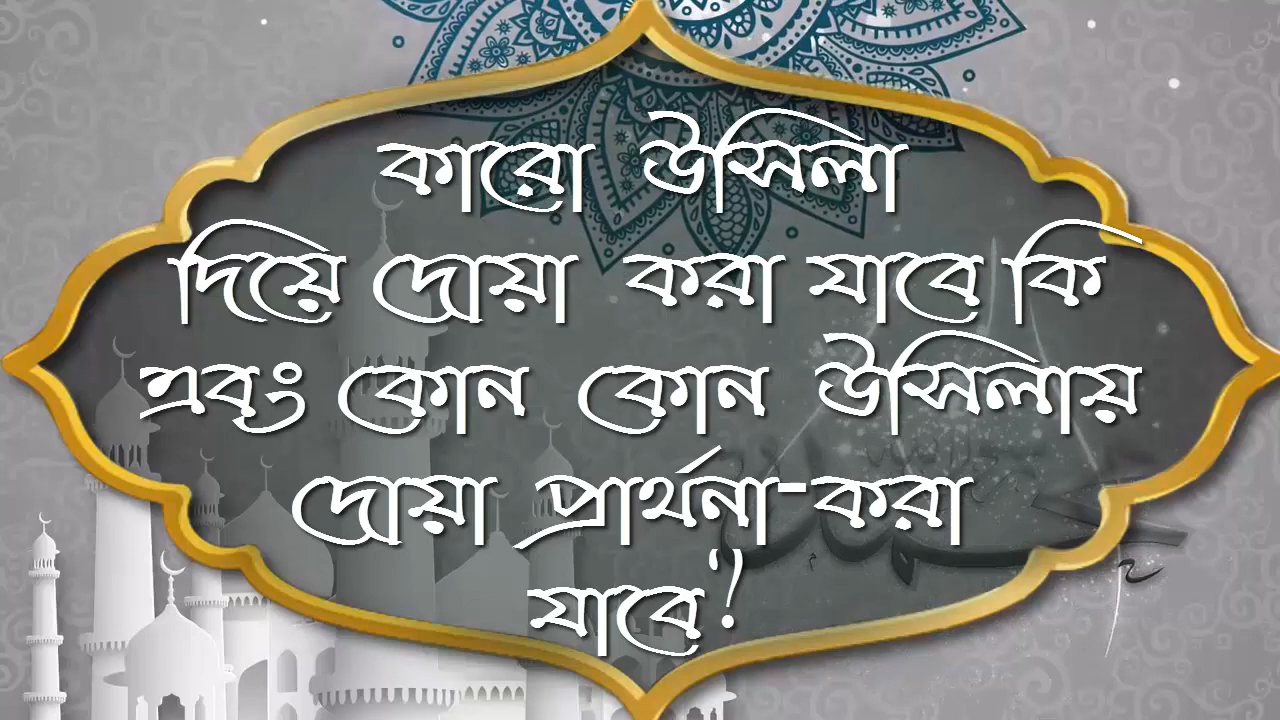 কারো উসিলা
দিয়ে দোয়া করা যাবে কি
এবং কোন কোন উসিলায়
দোয়া প্রার্থনা-করা
যাবে?